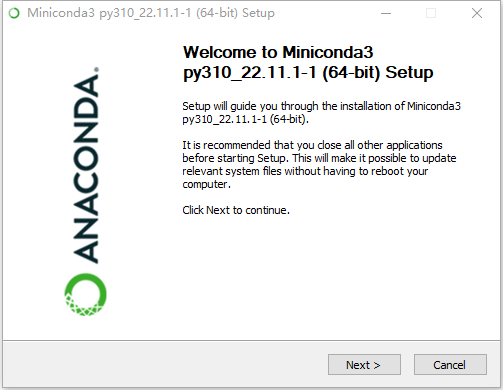 Miniconda3 py310_22.11.1-1 (64-bit) Setup
Welcome to Miniconda3
py310_22.11.1-1 (64-bit) Setup
Setup will guide you through the installation of Miniconda3
py310_22.11.1-1 (64-bit).
It is recommended that you close all other applications
before starting Setup. This will make it possible to update
relevant system files without having to reboot your
computer.
Click Next to continue.
ANACONDA.
Next >
Cancel